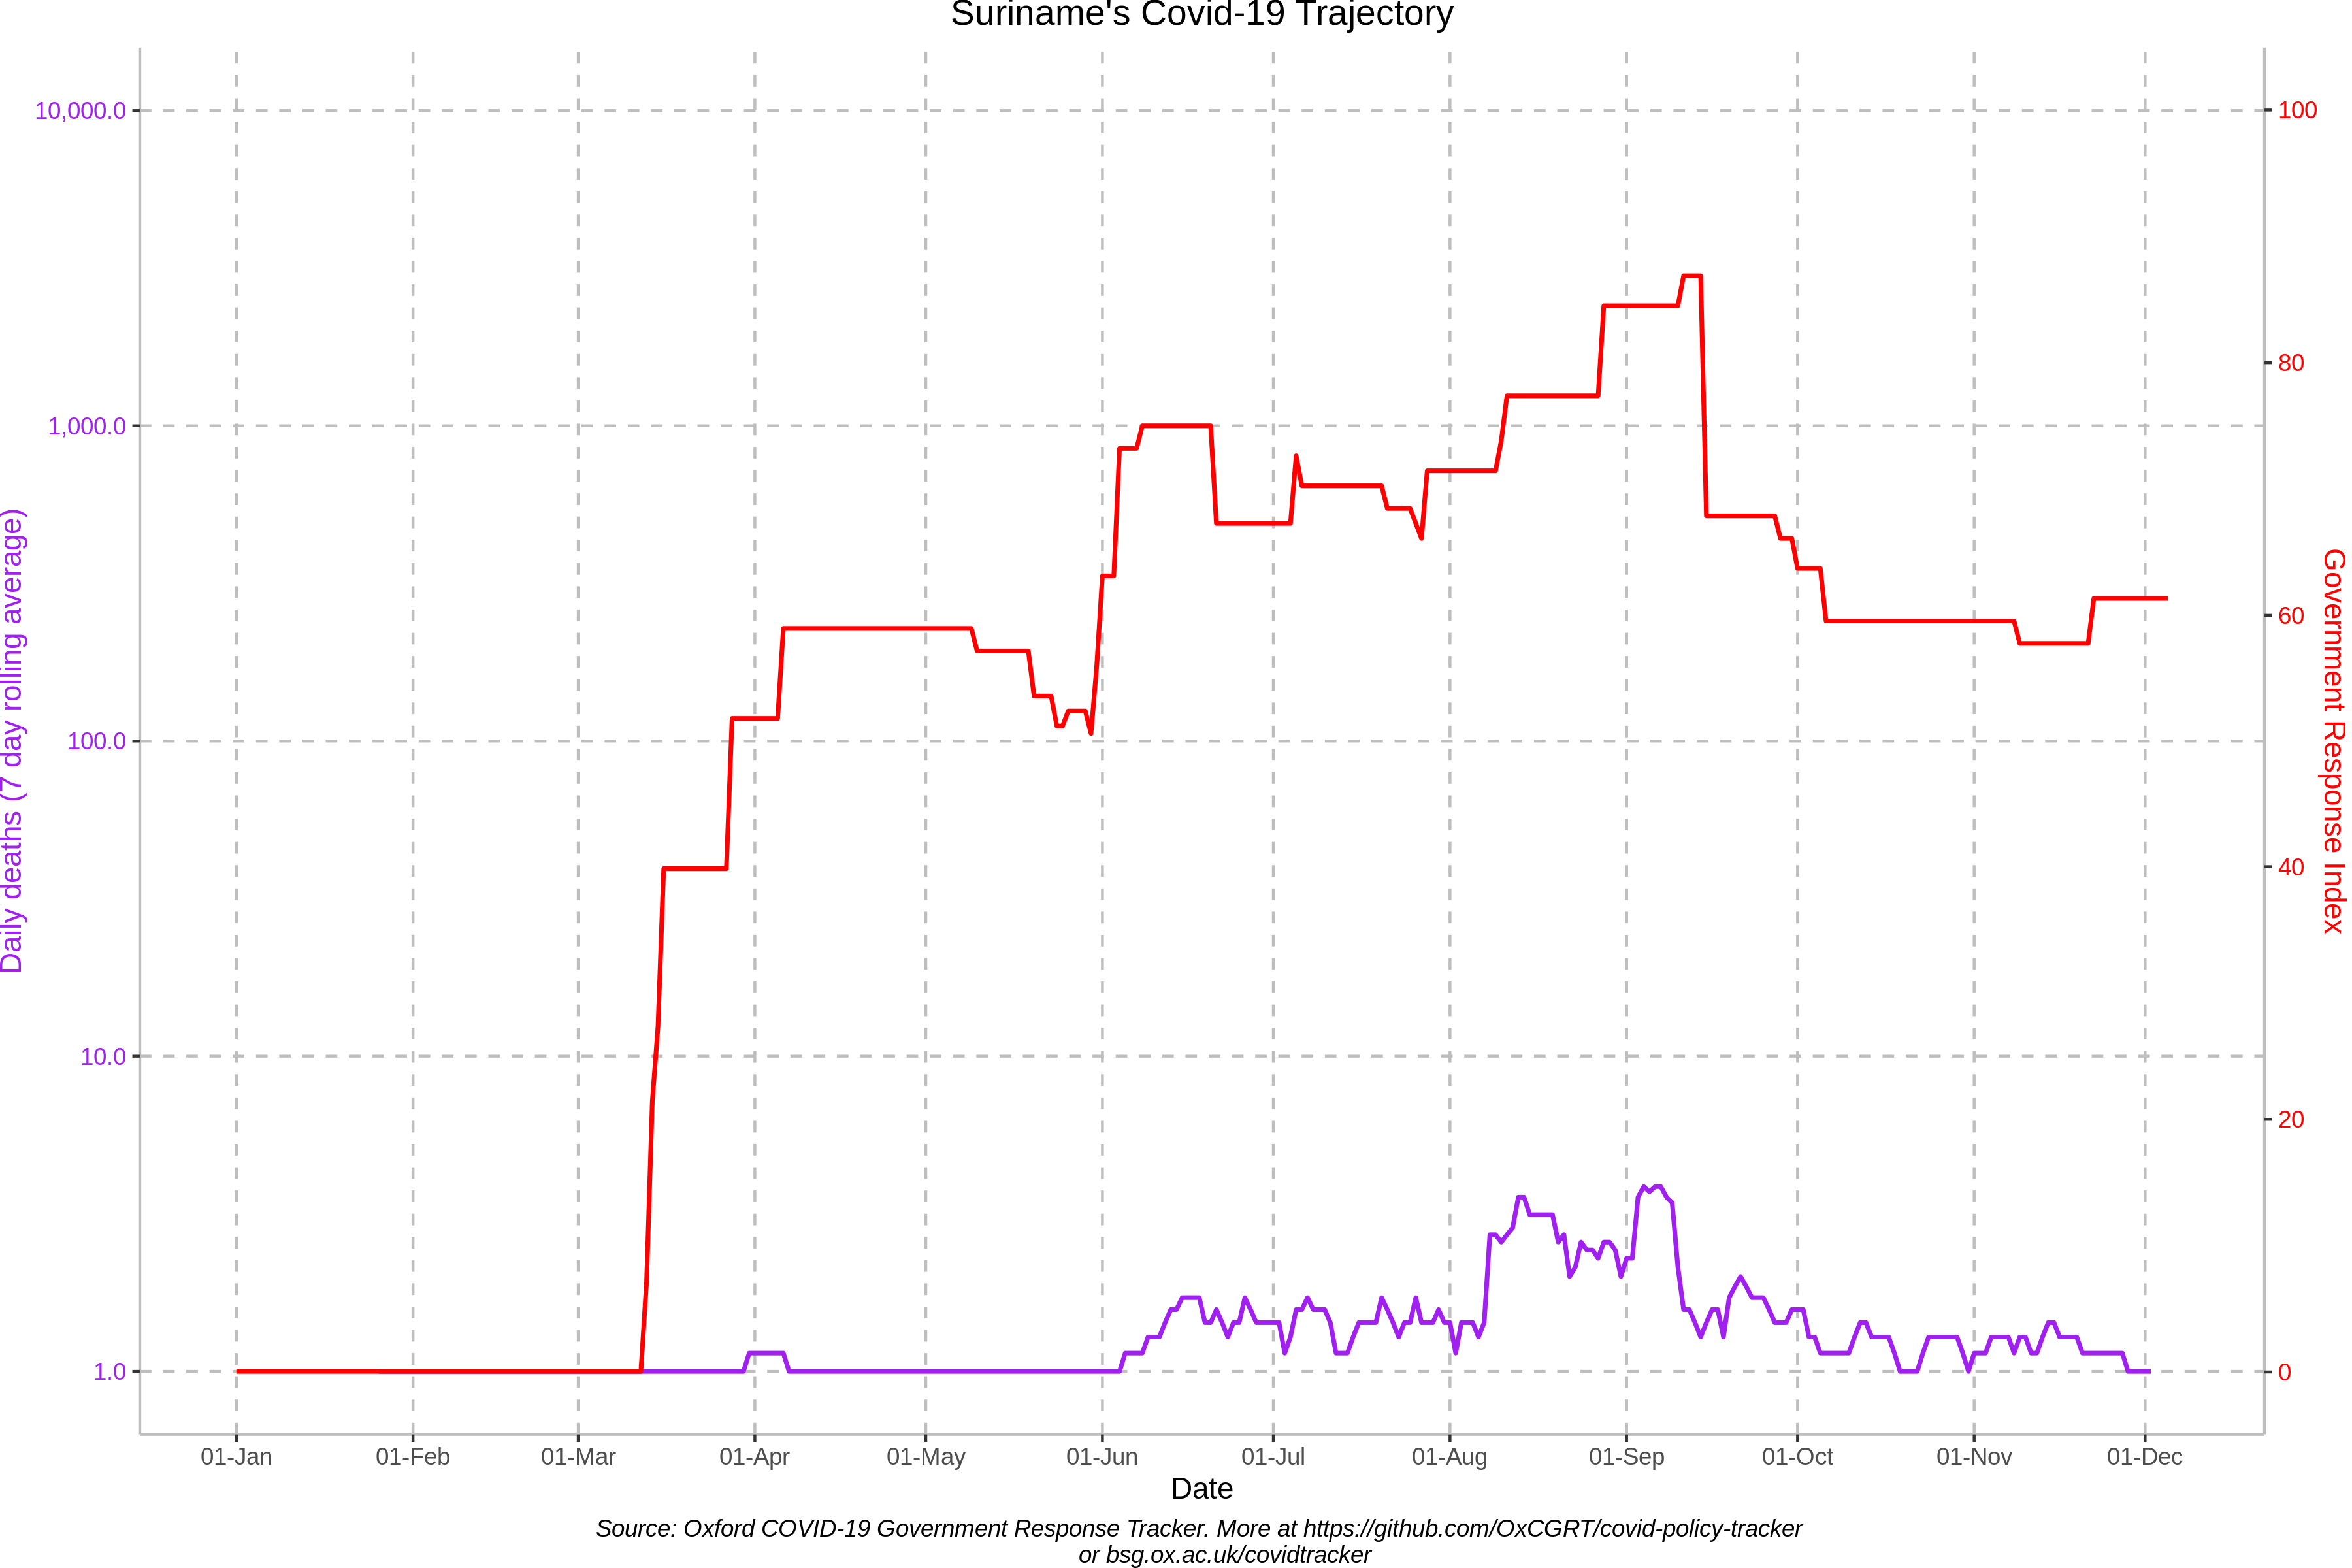 Suriname's Covid-19 Trajectory
10,000.0
1,000.0
100.0
10.0
1.0
Daily deaths (7 day rolling average)
100
80
60
40
20
0
Government Response Index
01-Jan 01-Feb 01-Mar 01-Apr 01-May 01-Jun 01-Jul 01-Aug 01-Sep 01-Oct 01-Nov 01-Dec
Date
Source: Oxford COVID-19 Government Response Tracker. More at https://github.com/OxCGRT/covid-policy-tracker
or bsg.ox.ac.uk/covidtracker